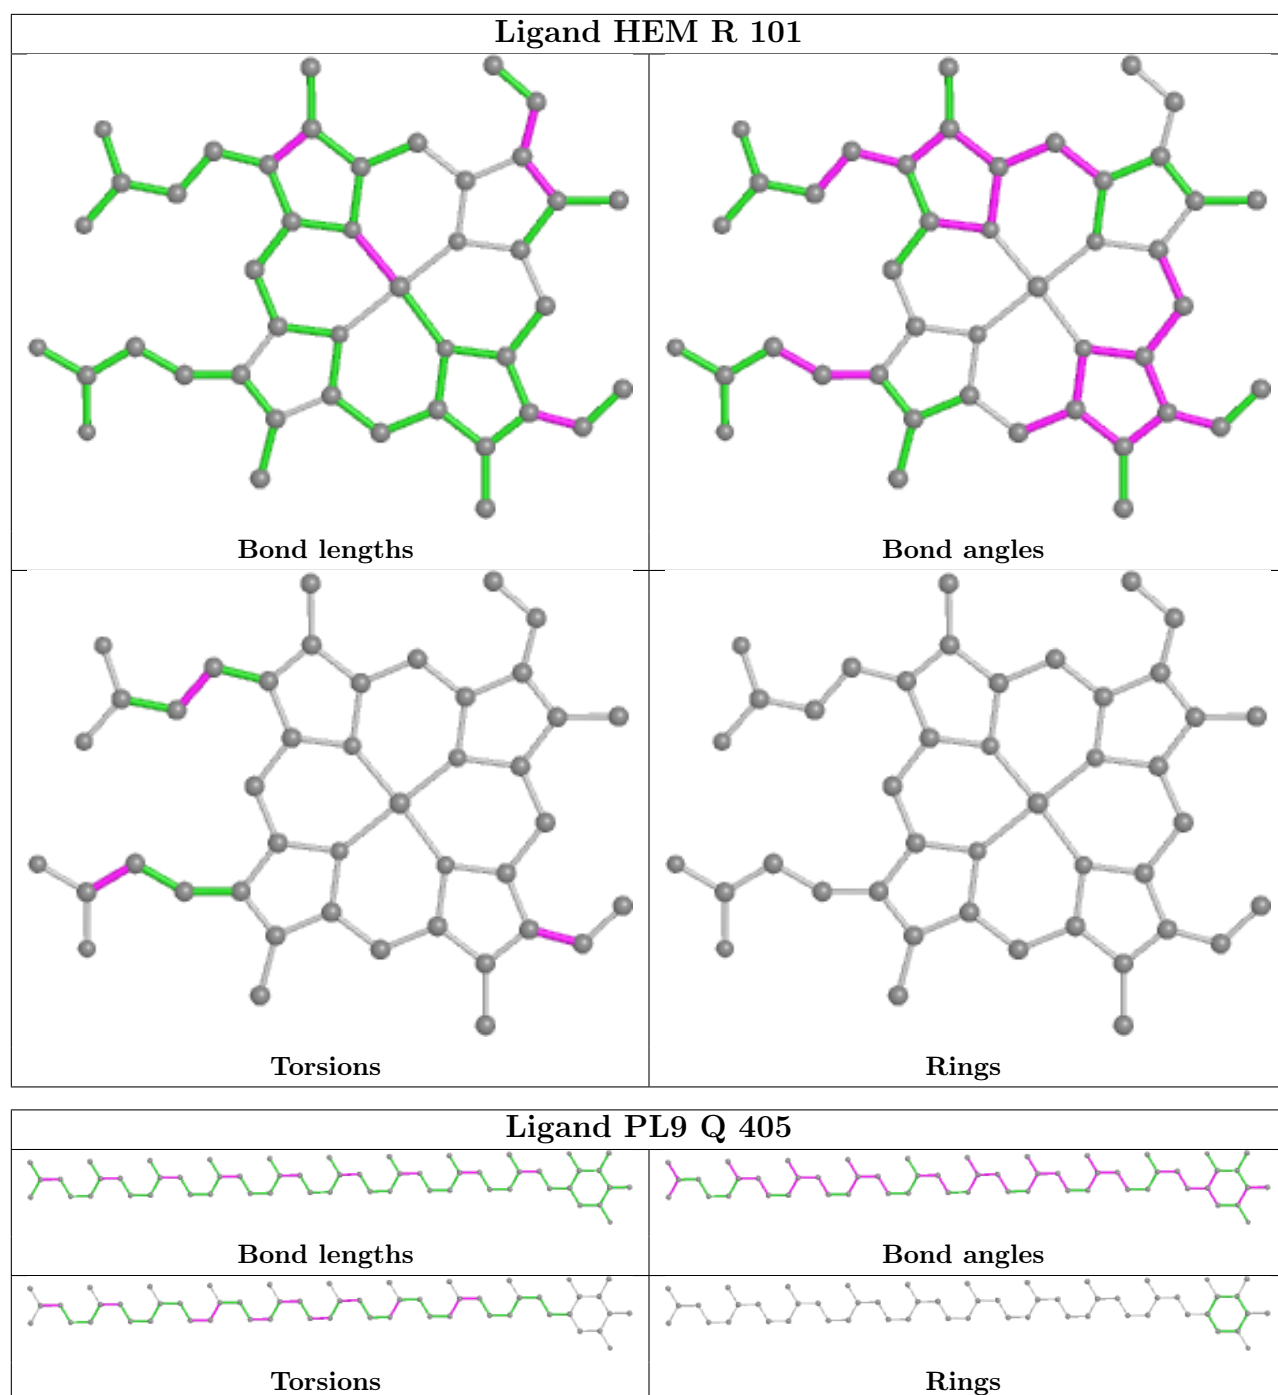 Ligand HEM R 101
Bond lengths
Bond angles
Torsions
Rings
Ligand PL9 Q 405
Bond lengths
Bond angles
Torsions
Rings